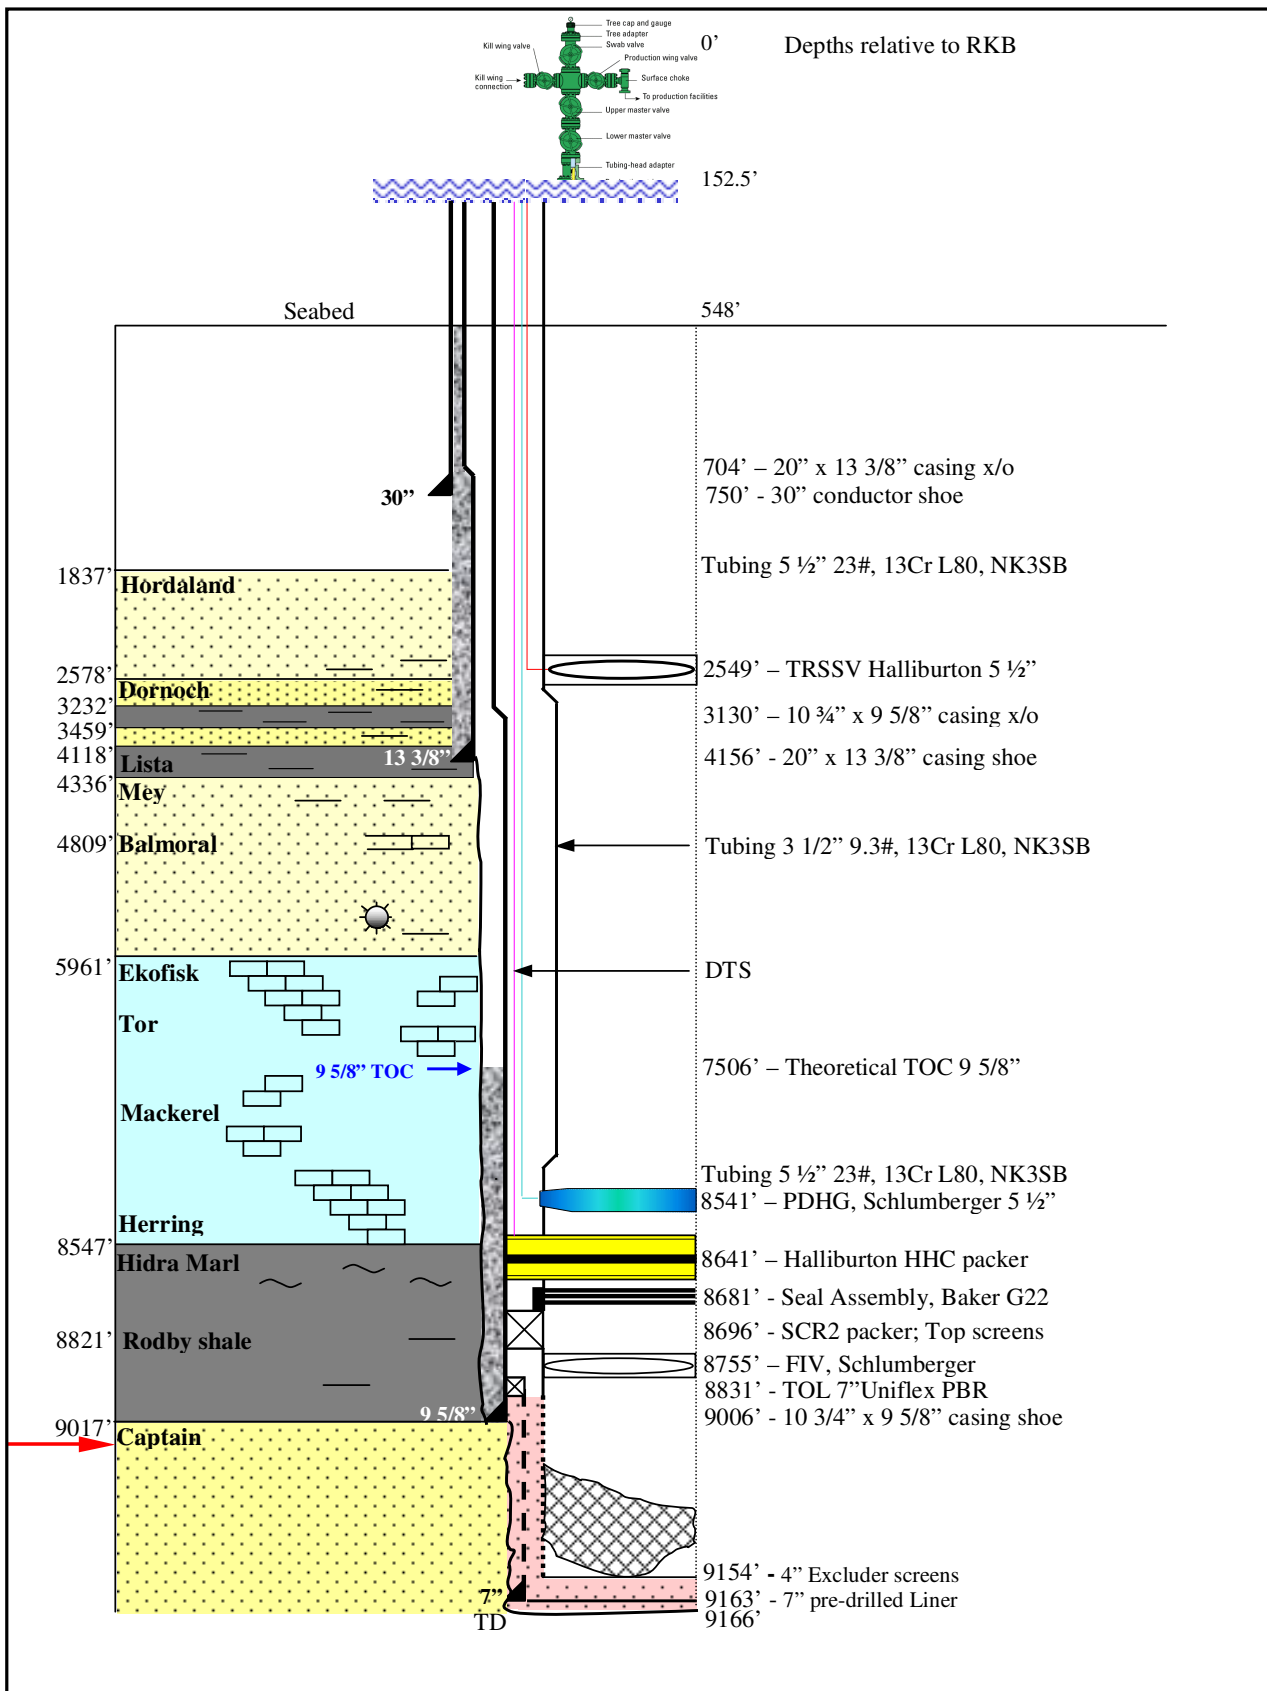 Tree cap and gauge
Tree adapter
Swab valve
Kill wing valve
Production wing valve
Kill wing
connection
Surface choke
To production facilities
Upper master valve
Lower master valve
Tubing-head adapter
0’
Depths relative to RKB
152.5’
Seabed
548’
704’ – 20” x 13 3/8” casing x/o
30”
750’ - 30” conductor shoe
Tubing 5 ½” 23#, 13Cr L80, NK3SB
1837’
Hordaland
2578’
2549’ – TRSSV Halliburton 5 ½”
Dornoch
3232’
3130’ – 10 ¾” x 9 5/8” casing x/o
3459’
4118’
13 3/8”
4156’ - 20” x 13 3/8” casing shoe
Lista
4336’
Mey
4809’
Balmoral
Tubing 3 1/2” 9.3#, 13Cr L80, NK3SB
5961’
Ekofisk
DTS
Tor
9 5/8” TOC
7506’ – Theoretical TOC 9 5/8”
Mackerel
Tubing 5 ½” 23#, 13Cr L80, NK3SB
8541’ – PDHG, Schlumberger 5 ½”
Herring
8547’
Hidra Marl
8641’ – Halliburton HHC packer
8681’ - Seal Assembly, Baker G22
8821’
Rodby shale
8696’ - SCR2 packer; Top screens
8755’ – FIV, Schlumberger
8831’ - TOL 7”Uniflex PBR
9 5/8”
9006’ - 10 3/4” x 9 5/8” casing shoe
9017’
Captain
9154’ - 4” Excluder screens
7”
9163’ - 7” pre-drilled Liner
TD
9166’